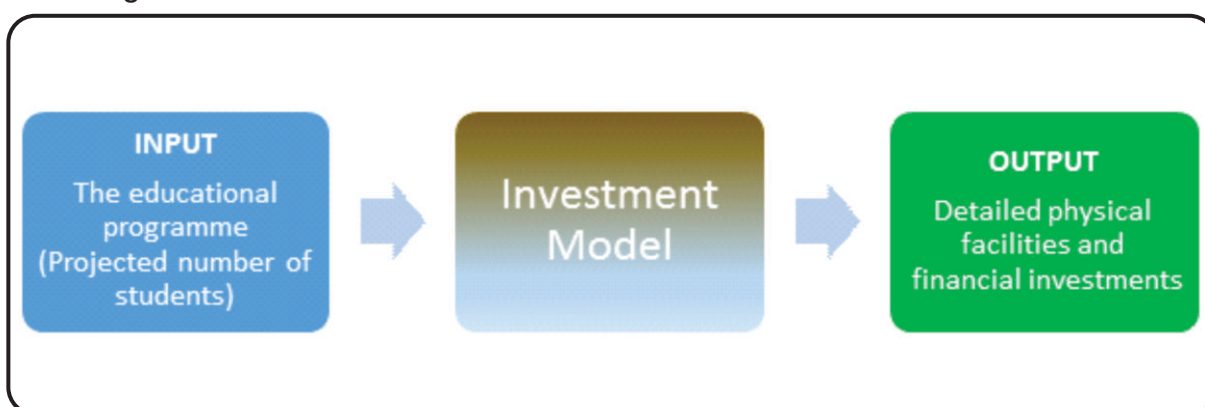 INPUT
The educational
programme
(Projected number of
students)
Investment
Model
OUTPUT
Detailed physical
facilities and
financial investments